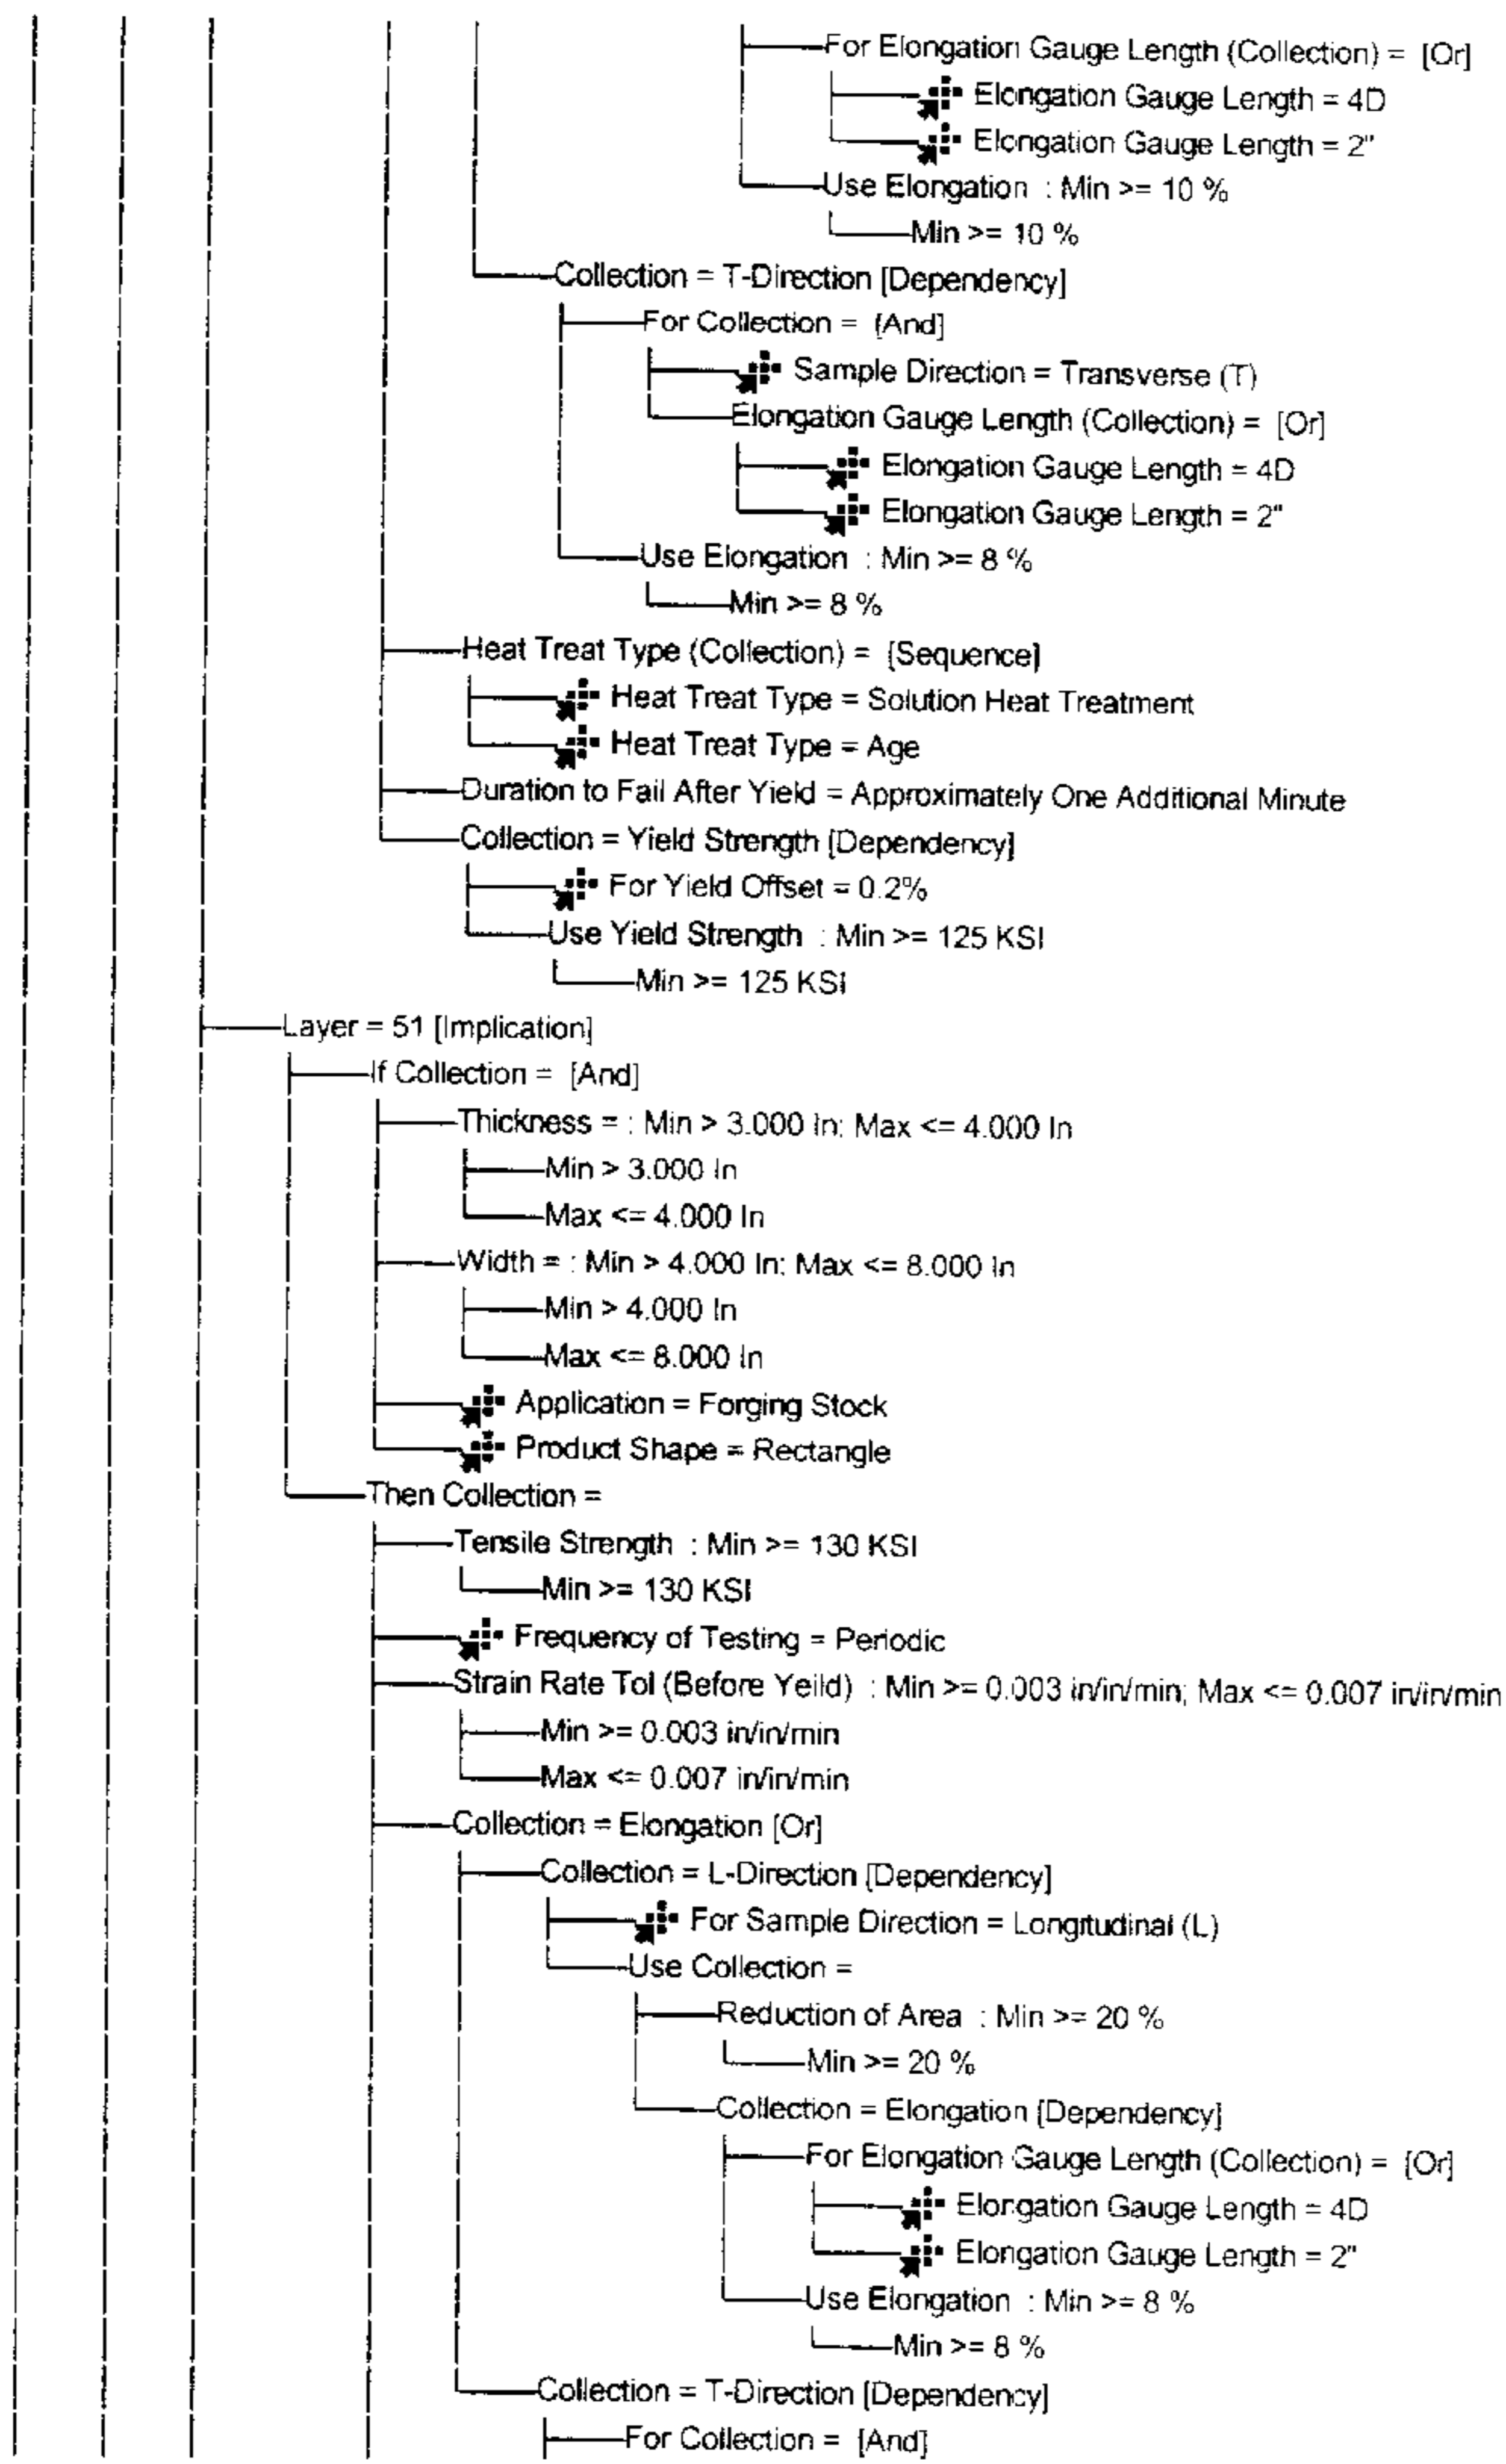 For Elongation Gauge Length (Collection) = [Or]
Elongation Gauge Length = 4D
Elongation Gauge Length = 2"
Use Elongation : Min >= 10 %
Min >= 10 %
Collection = T-Direction [Dependency]
For Collection = [And]
Sample Direction = Transverse (T)
Elongation Gauge Length (Collection) = [Or]
Elongation Gauge Length = 4D
Elongation Gauge Length = 2"
Use Elongation : Min >= 8 %
Min >= 8 %
Heat Treat Type (Collection) = [Sequence]
Heat Treat Type = Solution Heat Treatment
Heat Treat Type = Age
Duration to Fail After Yield = Approximately One Additional Minute
Collection = Yield Strength [Dependency]
For Yield Offset = 0.2%
Use Yield Strength : Min >= 125 KSI
Min >= 125 KSI
Layer = 51 [Implication]
If Collection = [And]
Thickness = : Min > 3.000 In; Max <= 4.000 In
Min > 3.000 In
Max <= 4.000 In
Width = : Min > 4.000 In; Max <= 8.000 In
Min > 4.000 In
Max <= 8.000 In
Application = Forging Stock
Product Shape = Rectangle
Then Collection =
Tensile Strength : Min >= 130 KSI
Min >= 130 KSI
Frequency of Testing = Periodic
Strain Rate Tol (Before Yeild) : Min >= 0.003 in/in/min; Max <= 0.007 in/in/min
Min >= 0.003 in/in/min
Max <= 0.007 in/in/min
Collection = Elongation [Or]
Collection = L-Direction [Dependency]
For Sample Direction = Longitudinal (L)
Use Collection =
Reduction of Area : Min >= 20 %
Min >= 20 %
Collection = Elongation [Dependency]
For Elongation Gauge Length (Collection) = [Or]
Elongation Gauge Length = 4D
Elongation Gauge Length = 2"
Use Elongation : Min >= 8 %
Min >= 8 %
Collection = T-Direction [Dependency]
For Collection = [And]